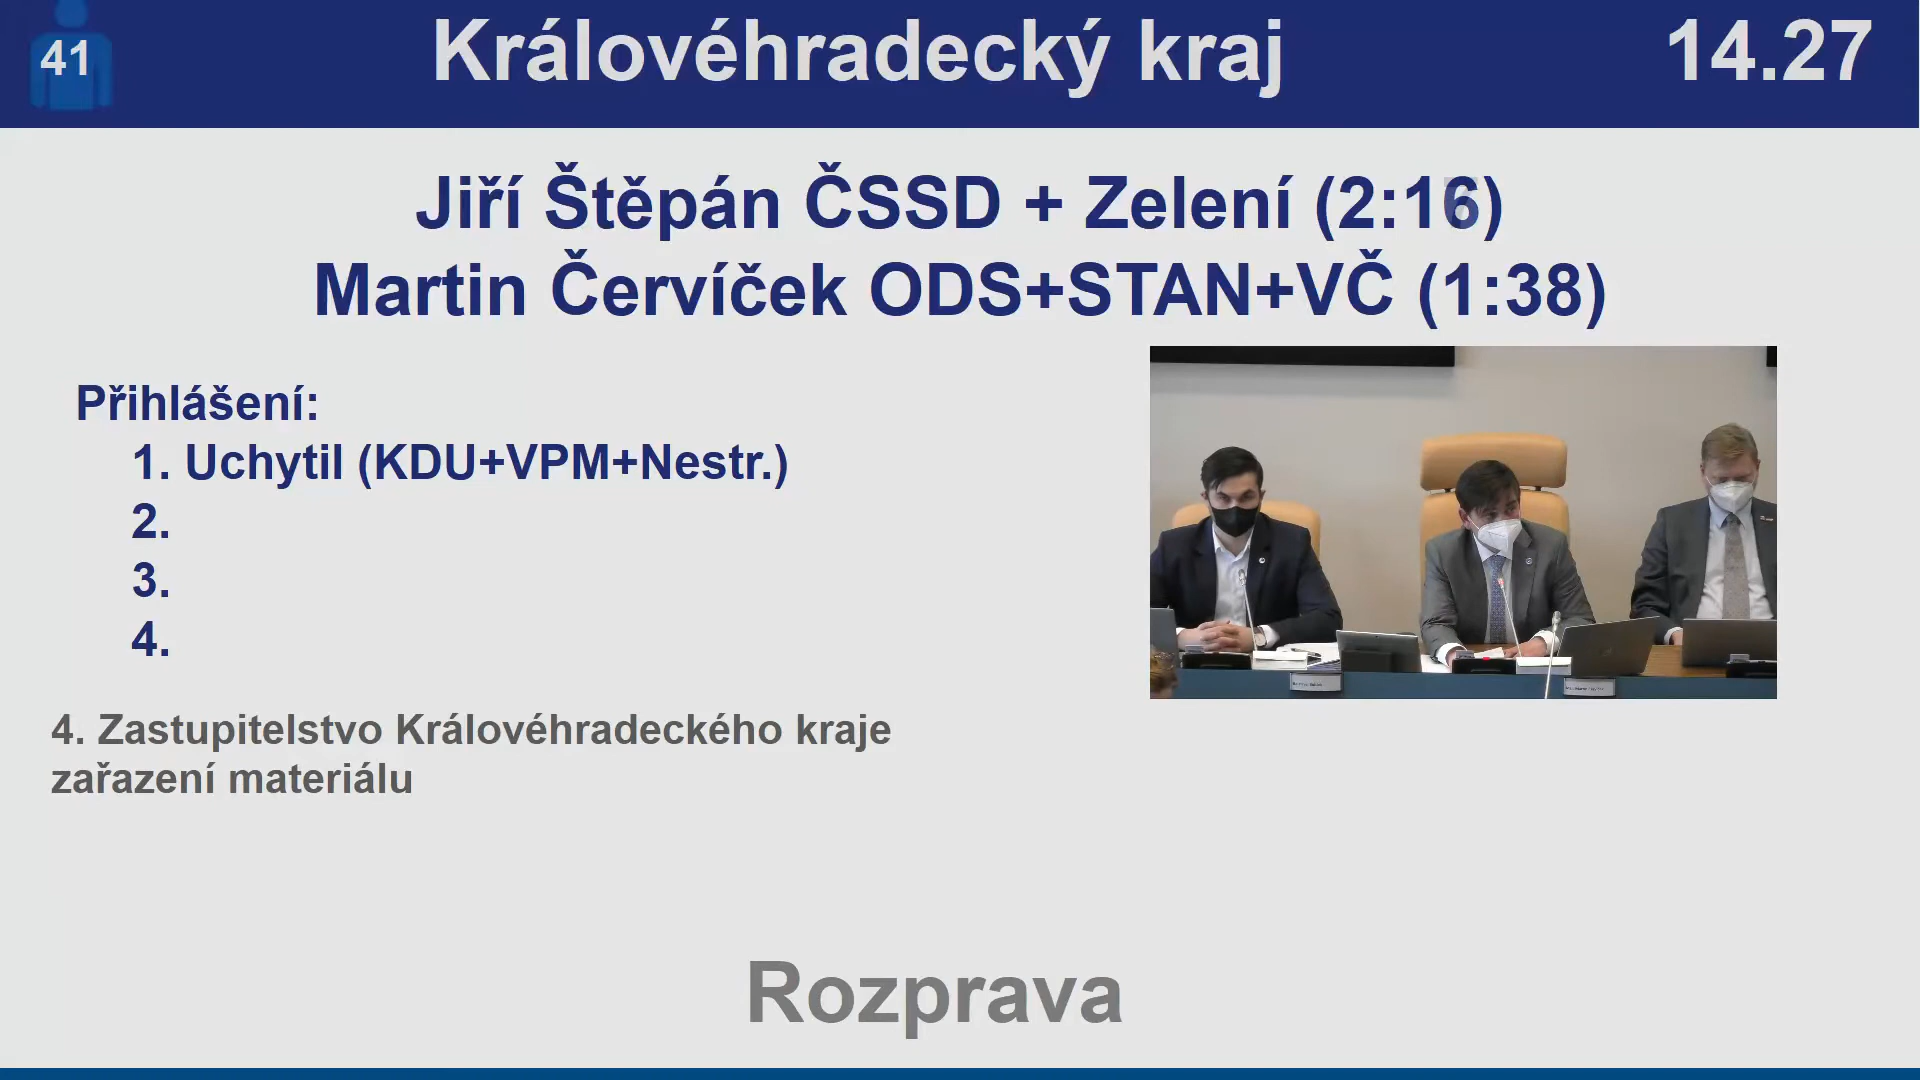 41
Královéhradecký kraj
14.27
Jiří Štěpán ČSSD + Zelení (2:16)
Martin Červíček ODS+STAN+VČ (1:38)
Přihlášení:
1. Uchytil (KDU+VPM+Nestr.)
2.
3.
4.
4. Zastupitelstvo Královéhradeckého kraje
zařazení materiálu
Rozprava